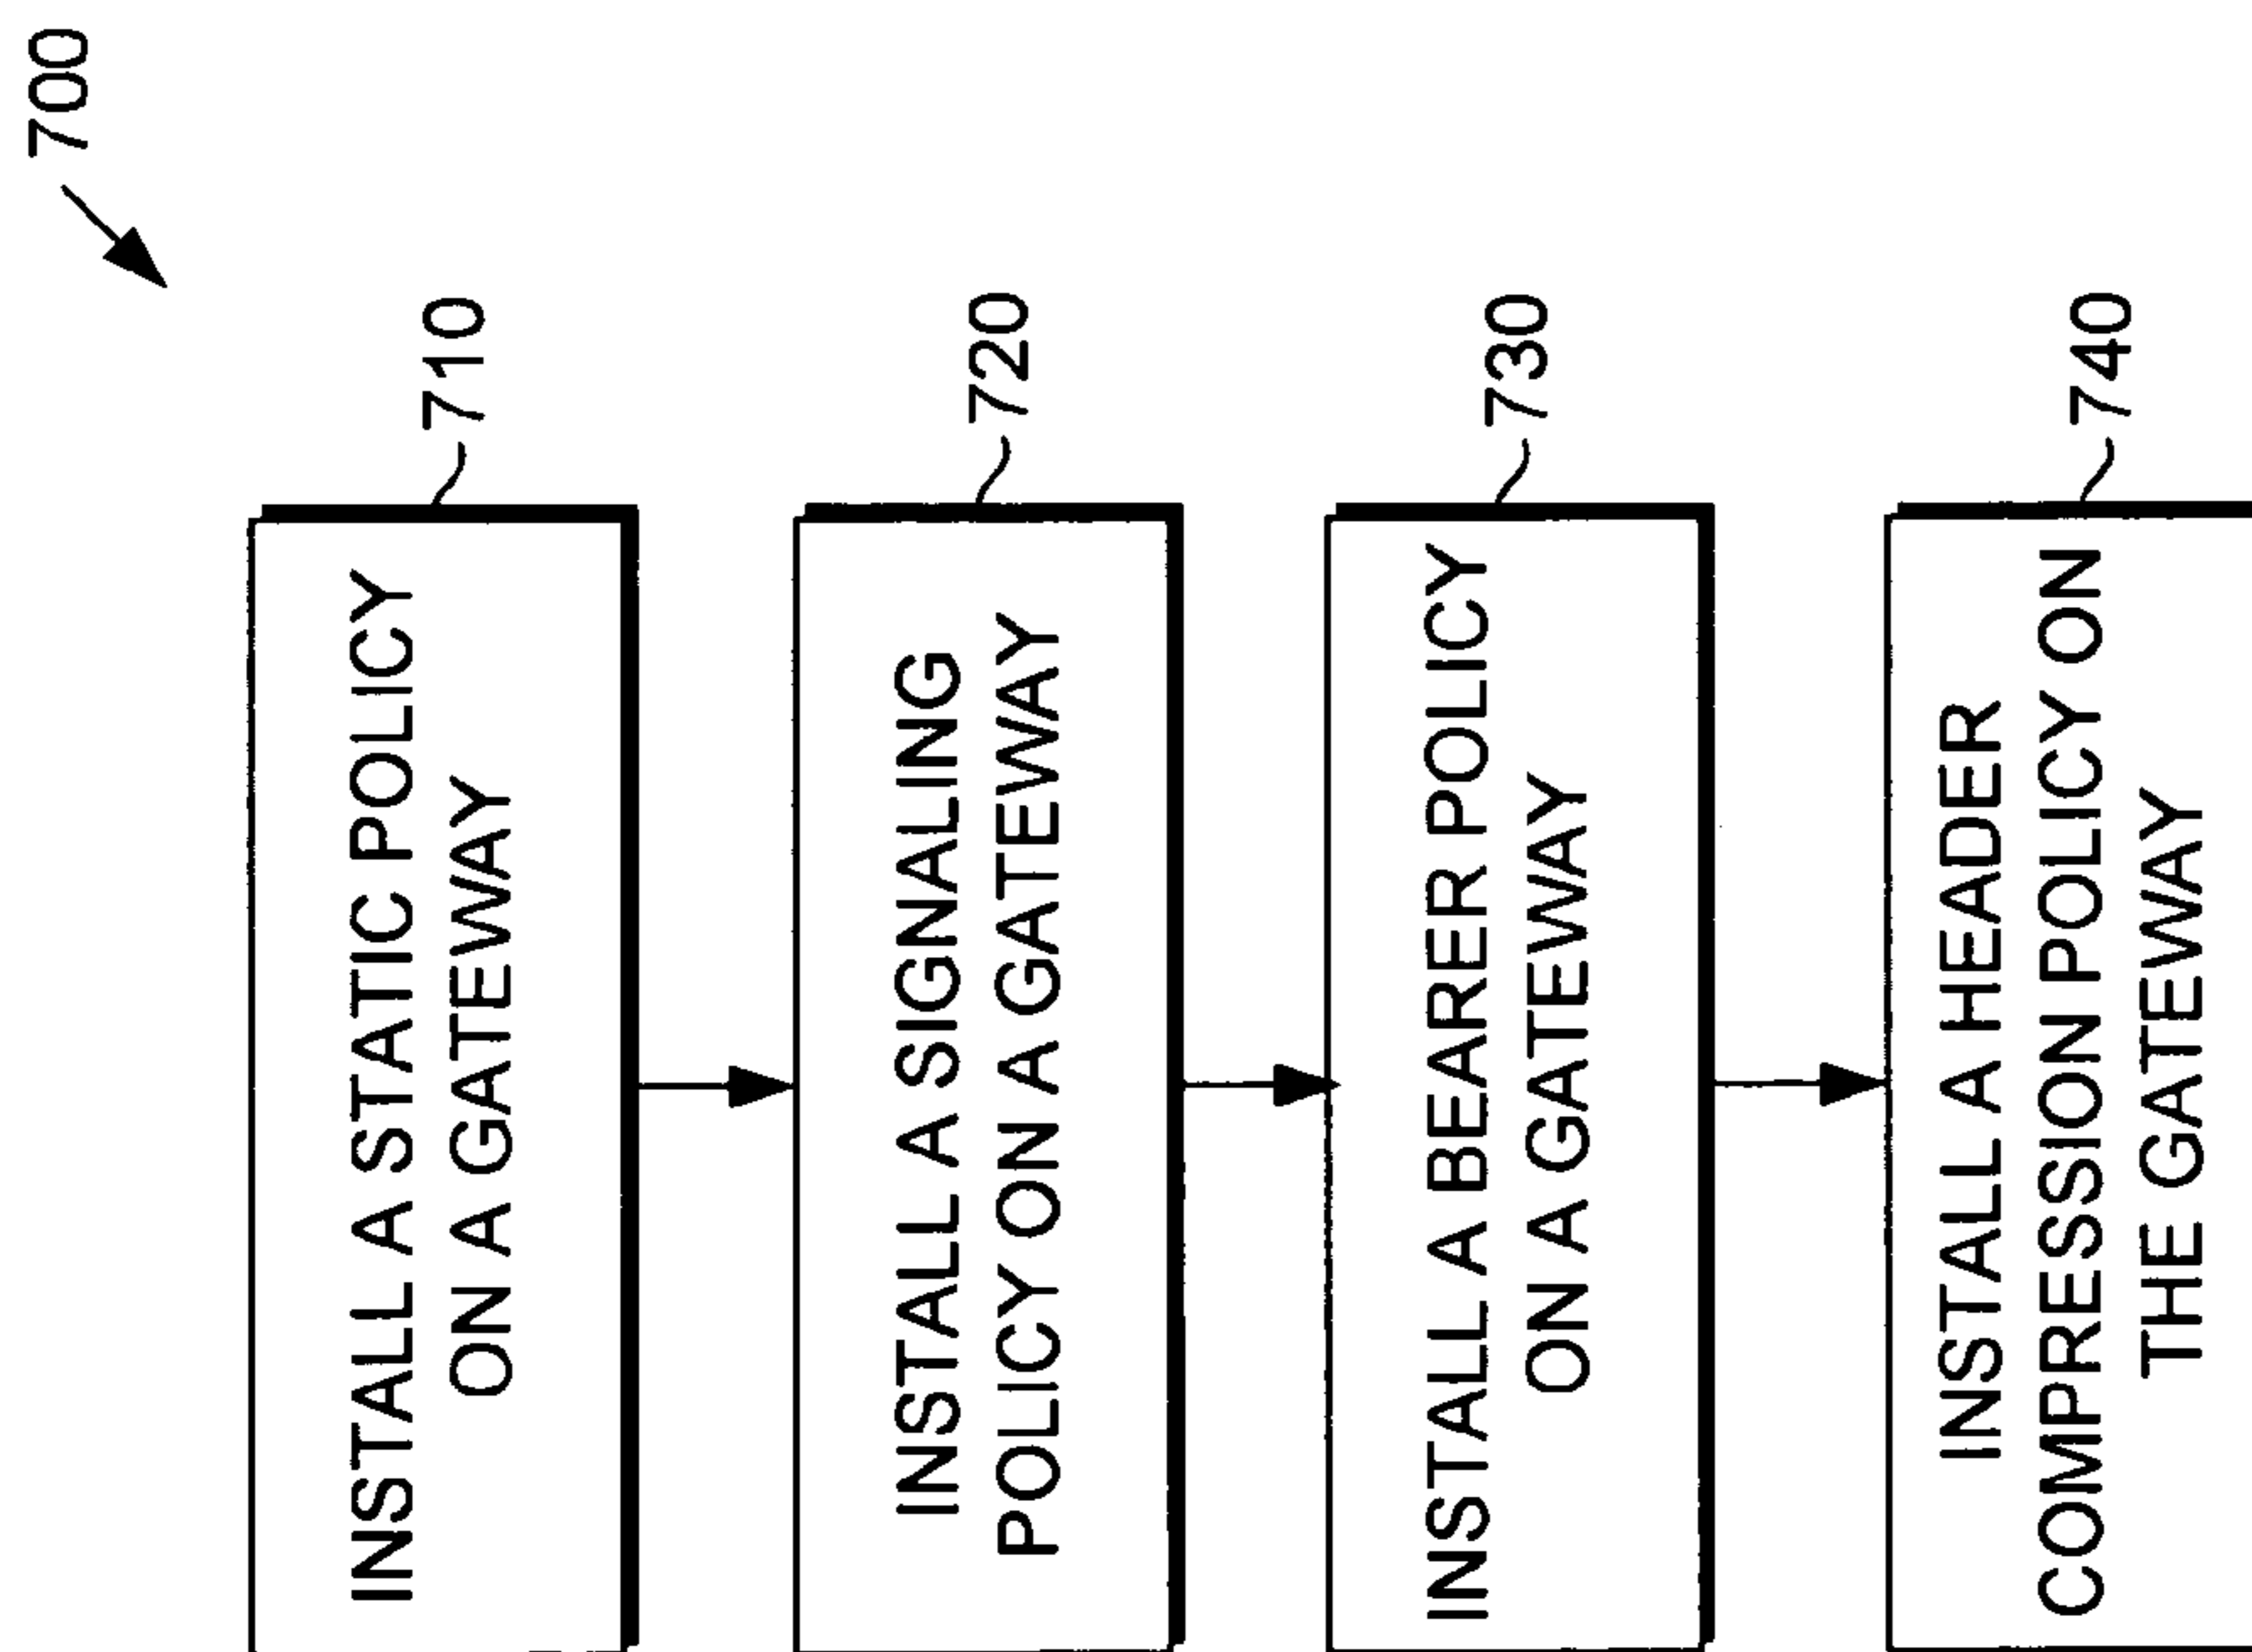 700
INSTALL A STATIC POLICY
ON A GATEWAY
710
INSTALL A SIGNALING
POLICY ON A GATEWAY
720
INSTALL A BEARER POLICY
ON A GATEWAY
730
INSTALL A HEADER
COMPRESSION POLICY ON
THE GATEWAY
740